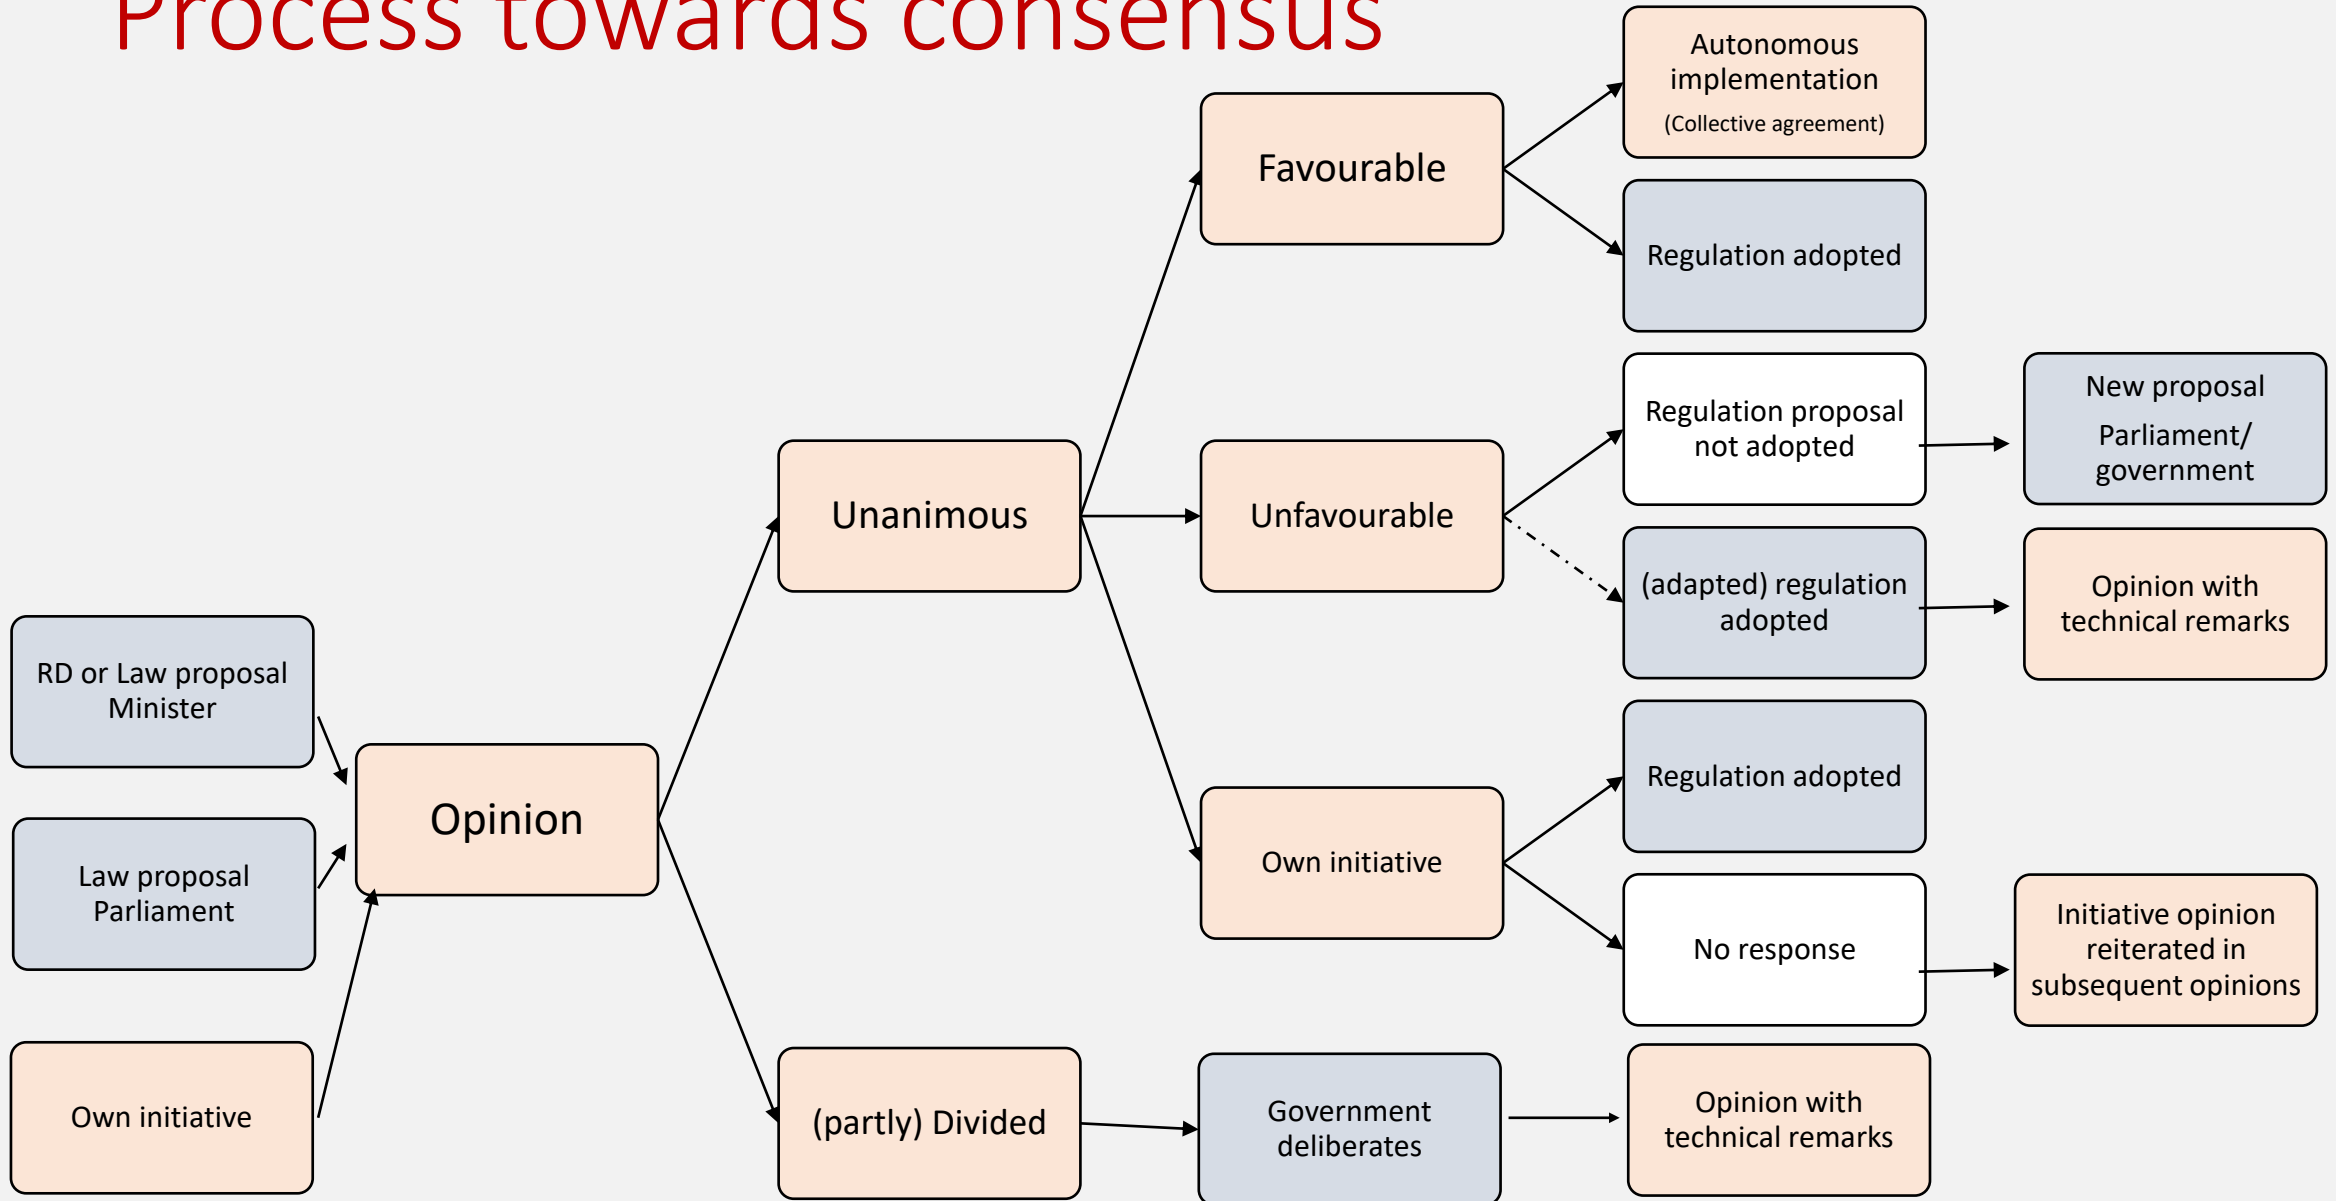 Process towards consensus
RD or Law proposal
Minister
Law proposal
Parliament
Own initiative
Opinion
Unanimous
(partly) Divided
Favourable
Unfavourable
Own initiative
Government
deliberates
Autonomous
implementation
(Collective agreement)
Regulation adopted
Regulation proposal
not adopted
(adapted) regulation
adopted
Regulation adopted
No response
Opinion with
technical remarks
New proposal
Parliament/
government
Opinion with
technical remarks
Initiative opinion
reiterated in
subsequent opinions